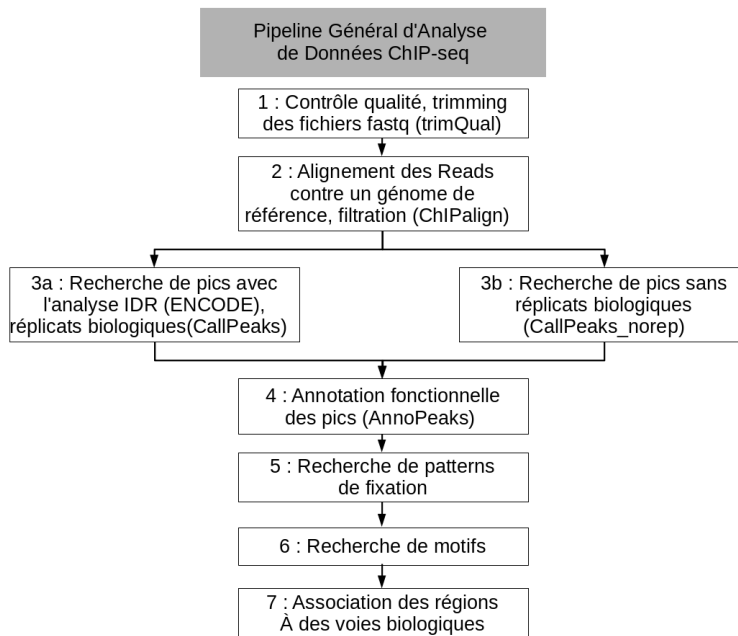 Pipeline Général d'Analyse
de Données ChIP-seq
1 : Contrôle qualité, trimming
des fichiers fastq (trimQual)
2 : Alignement des Reads
contre un génome de
référence, filtration (ChIPalign)
3a : Recherche de pics avec
l'analyse IDR (ENCODE),
réplicats biologiques(CallPeaks)
3b : Recherche de pics sans
réplicats biologiques
(CallPeaks_norep)
4 : Annotation fonctionnelle
des pics (AnnoPeaks)
5 : Recherche de patterns
de fixation
6 : Recherche de motifs
7 : Association des régions
À des voies biologiques